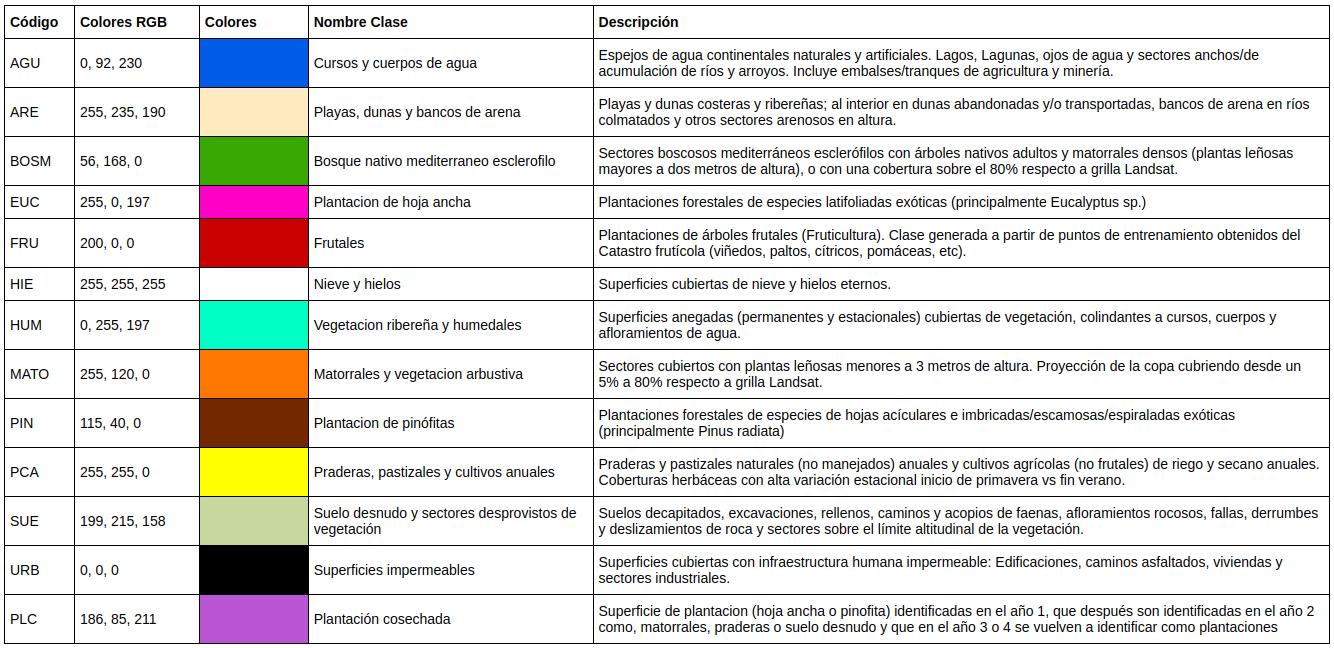 Código Colores RGB Colores Nombre Clase Descripción
AGU 0, 92, 230 Cursos y cuerpos de agua Espejos de agua continentales naturales y artificiales. Lagos, Lagunas, ojos de agua y sectores anchos/de
acumulación de ríos y arroyos. Incluye embalses/tranques de agricultura y minería.
ARE 255, 235, 190 Playas, dunas y bancos de arena Playas y dunas costeras y ribereñas; al interior en dunas abandonadas y/o transportadas, bancos de arena en ríos
colmatados y otros sectores arenosos en altura.
BOSM 56, 168, 0 Bosque nativo mediterraneo esclerofilo Sectores boscosos mediterráneos esclerófilos con árboles nativos adultos y matorrales densos (plantas leñosas
mayores a dos metros de altura), o con una cobertura sobre el 80% respecto a grilla Landsat.
EUC 255, 0, 197 Plantacion de hoja ancha Plantaciones forestales de especies latifoliadas exóticas (principalmente Eucalyptus sp.)
FRU 200, 0, 0 Frutales Plantaciones de árboles frutales (Fruticultura). Clase generada a partir de puntos de entrenamiento obtenidos del
Catastro frutícola (viñedos, paltos, cítricos, pomáceas, etc).
HIE 255, 255, 255 Nieve y hielos Superficies cubiertas de nieve y hielos eternos.
HUM 0, 255, 197 Vegetacion ribereña y humedales Superficies anegadas (permanentes y estacionales) cubiertas de vegetación, colindantes a cursos, cuerpos y
afloramientos de agua.
MATO 255, 120, 0 Matorrales y vegetacion arbustiva Sectores cubiertos con plantas leñosas menores a 3 metros de altura. Proyección de la copa cubriendo desde un
5% a 80% respecto a grilla Landsat.
PIN 115, 40, 0 Plantacion de pinófitas Plantaciones forestales de especies de hojas acículares e imbricadas/escamosas/espiraladas exóticas
(principalmente Pinus radiata)
PCA 255, 255, 0 Praderas, pastizales y cultivos anuales Praderas y pastizales naturales (no manejados) anuales y cultivos agrícolas (no frutales) de riego y secano anuales.
Coberturas herbáceas con alta variación estacional inicio de primavera vs fin verano.
SUE 199, 215, 158 Suelo desnudo y sectores desprovistos de Suelos decapitados, excavaciones, rellenos, caminos y acopios de faenas, afloramientos rocosos, fallas, derrumbes
vegetación y deslizamientos de roca y sectores sobre el límite altitudinal de la vegetación.
URB 0, 0, 0 Superficies impermeables Superficies cubiertas con infraestructura humana impermeable: Edificaciones, caminos asfaltados, viviendas y
sectores industriales.
PLC 186, 85, 211 Plantación cosechada Superficie de plantacion (hoja ancha o pinofita) identificadas en el año 1, que después son identificadas en el año 2
como, matorrales, praderas o suelo desnudo y que en el año 3 o 4 se vuelven a identificar como plantaciones